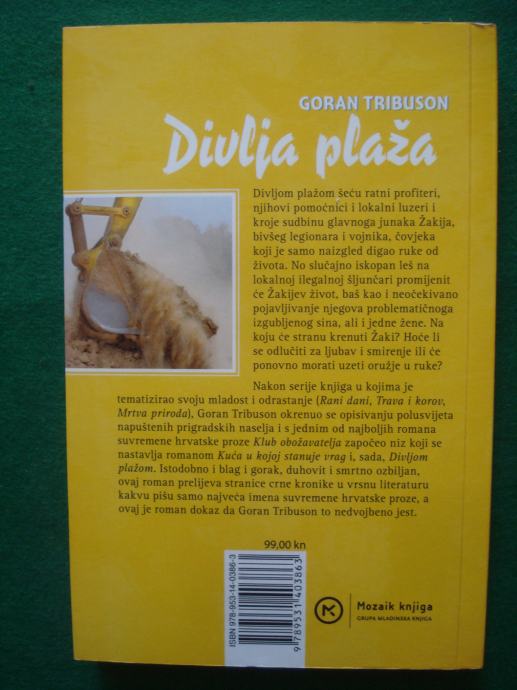 GORAN TRIBUSON
Divlja plaža
Divljom plažom šeću ratni profiteri,
njihovi pomoćnici i lokalni luzeri i
kroje sudbinu glavnoga junaka Žakija,
bivšeg legionara i vojnika, čovjeka
koji je samo naizgled digao ruke od
života. No slučajno iskopan leš na
lokalnoj ilegalnoj šljunčari promijenit
će Žakijev život, baš kao i neočekivano
pojavljivanje njegova problematičnoga
izgubljenog sina, ali i jedne žene. Na
koju će stranu krenuti Žaki? Hoće li
se odlučiti za ljubav i smirenje ili će
ponovno morati uzeti oružje u ruke?
Nakon serije knjiga u kojima je
tematizirao svoju mladost i odrastanje (Rani dani, Trava i korov,
Mrtva priroda), Goran Tribuson okrenuo se opisivanju polusvijeta
napuštenih prigradskih naselja i s jednim od najboljih romana
suvremene hrvatske proze Klub obožavatelja započeo niz koji se
nastavlja romanom Kuća u kojoj stanuje vrag i, sada, Divljom
plažom. Istodobno i blag i gorak, duhovit i smrtno ozbiljan,
ovaj roman prelijeva stranice crne kronike u vrsnu literaturu
kakvu pišu samo najveća imena suvremene hrvatske proze, a
ovaj je roman dokaz da Goran Tribuson to nedvojbeno jest.
99,00 kn
ISBN 978-953-14-0386-3
9 789531 403863
Mozaik knjiga
GRUPA MLADINSKA KNJIGA